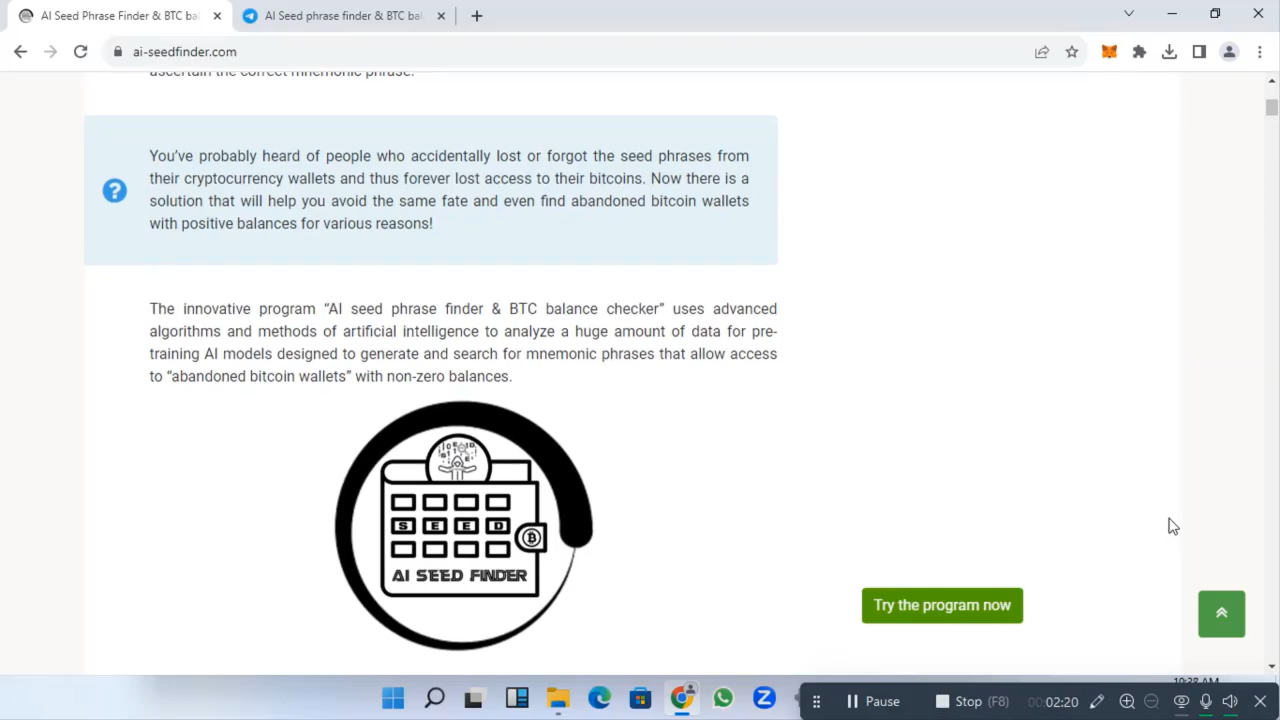 AI Seed Phrase Finder & BTC ba
AI Seed phrase finder & BTC bal
ai-seedfinder.com
ascertain the correct mnemonic phrase.
You’ve probably heard of people who accidentally lost or forgot the seed phrases from
their cryptocurrency wallets and thus forever lost access to their bitcoins. Now there is a
solution that will help you avoid the same fate and even find abandoned bitcoin wallets
with positive balances for various reasons!
The innovative program “AI seed phrase finder & BTC balance checker” uses advanced
algorithms and methods of artificial intelligence to analyze a huge amount of data for pre-
training AI models designed to generate and search for mnemonic phrases that allow access
to “abandoned bitcoin wallets” with non-zero balances.
SEED
AI SEED FINDER
Try the program now
10:38 AM
Pause
Stop (F8)
00:02:20